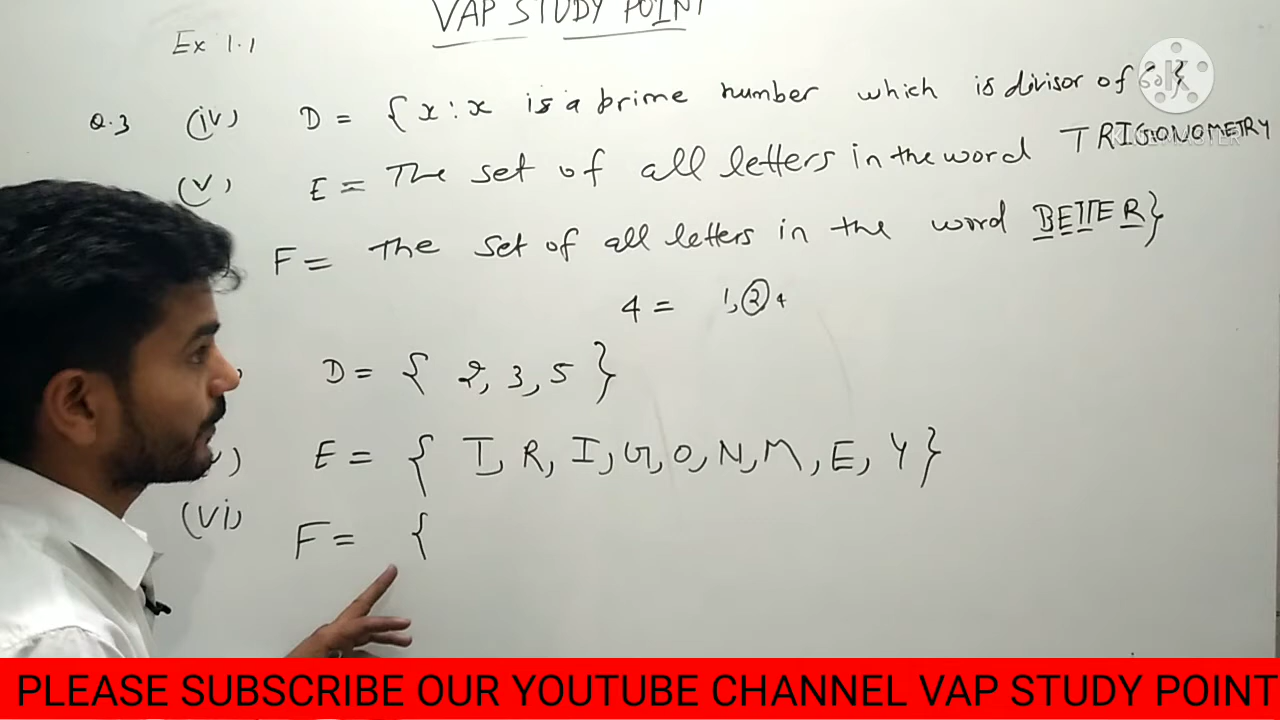 VAP STUDY POINT
Ex 1.1
Q.3 (iv) D = { x : x is a prime number which is divisor of 60}
(v) E = The set of all letters in the word TRIGONOMETRY
F = The set of all letters in the word BETTER}
4 = 1, 2 4
D = { 2, 3, 5 }
E = { T, R, I, G, O, N, M, E, Y }
(vi) F = {
PLEASE SUBSCRIBE OUR YOUTUBE CHANNEL VAP STUDY POINT